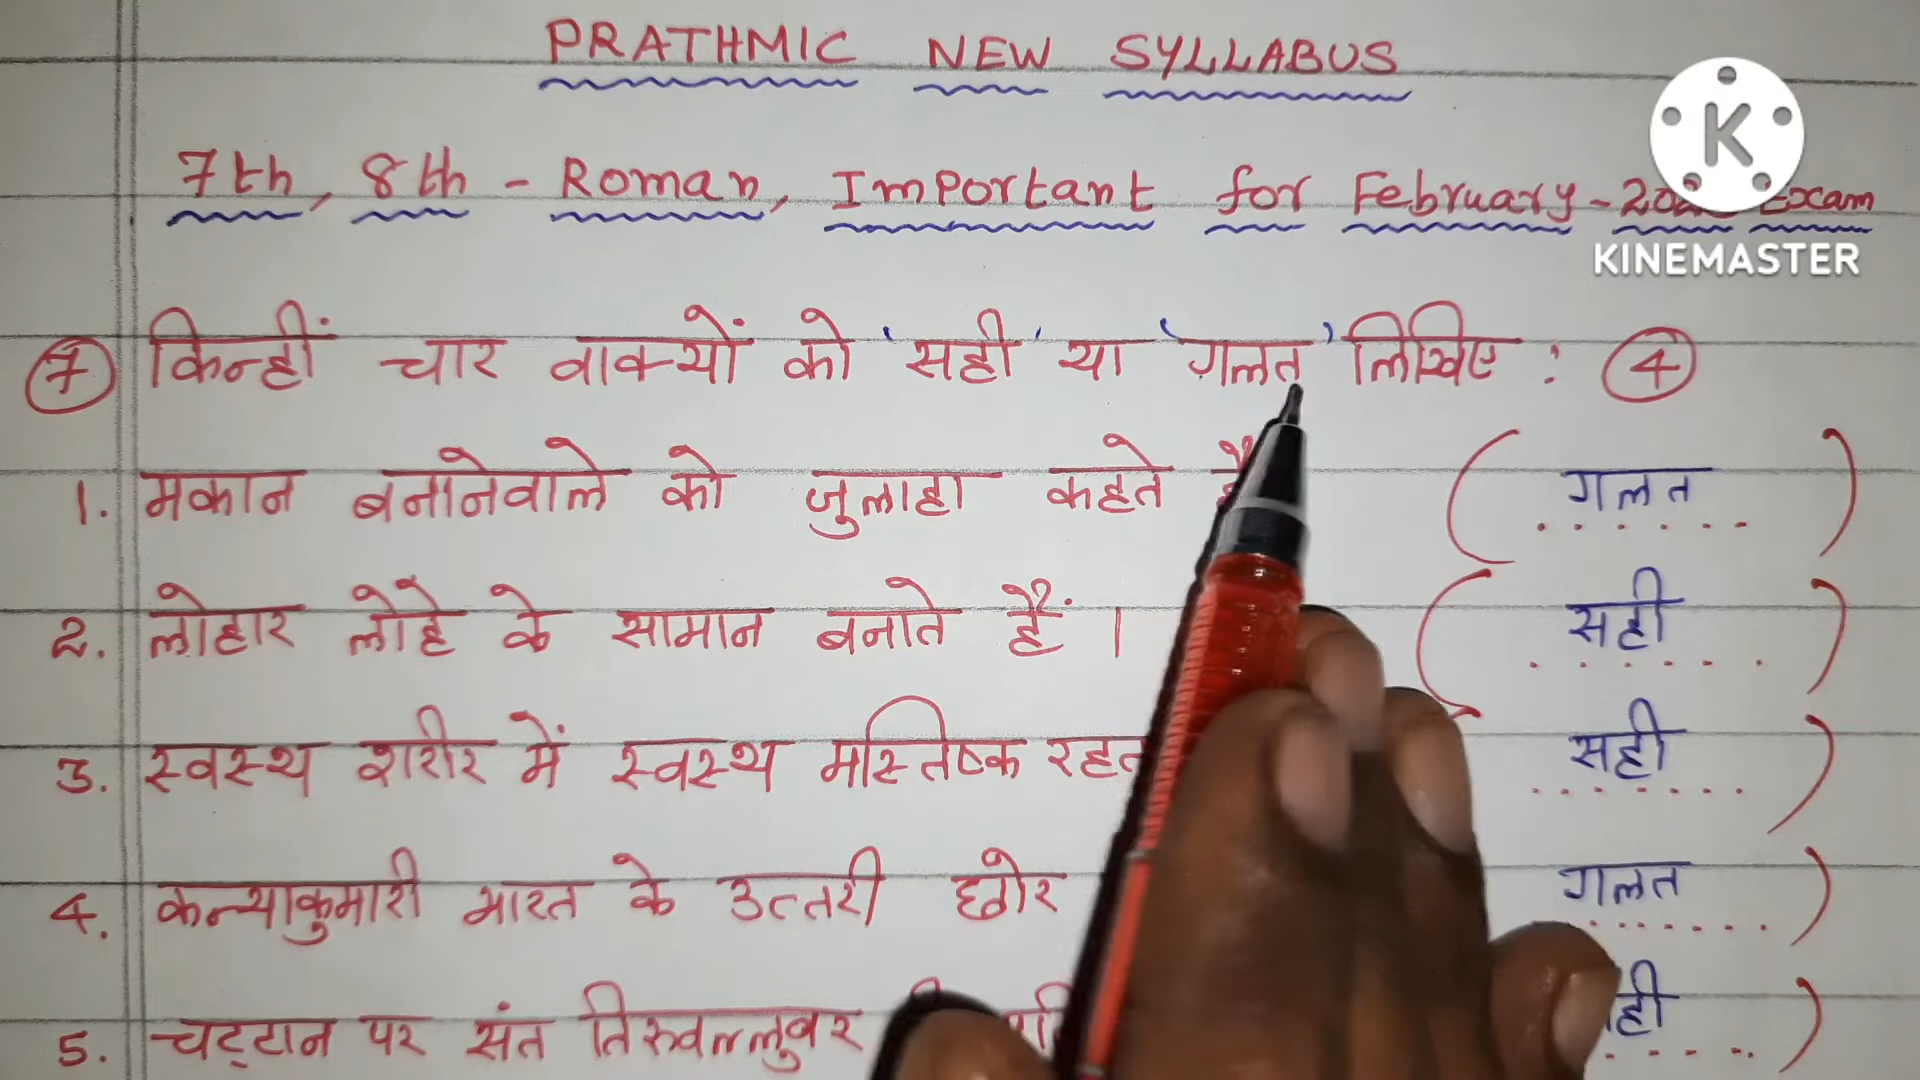 PRATHMIC NEW SYLLABUS
7th, 8th - Roman, Important for February - Exam
KINEMASTER
7 किन्हीं चार वाक्यों को 'सही' या 'ग़लत' लिखिए : 4
1. मकान बनानेवाले को जुलाहा कहते ( गलत )
2. लोहार लोहे के सामान बनाते हैं । ( सही )
3. स्वस्थ शरीर में स्वस्थ मस्तिष्क ( सही )
4. कन्याकुमारी भारत के उत्तरी छोर गलत )
5. चट्टान पर संत तिरुवल्लुवर )